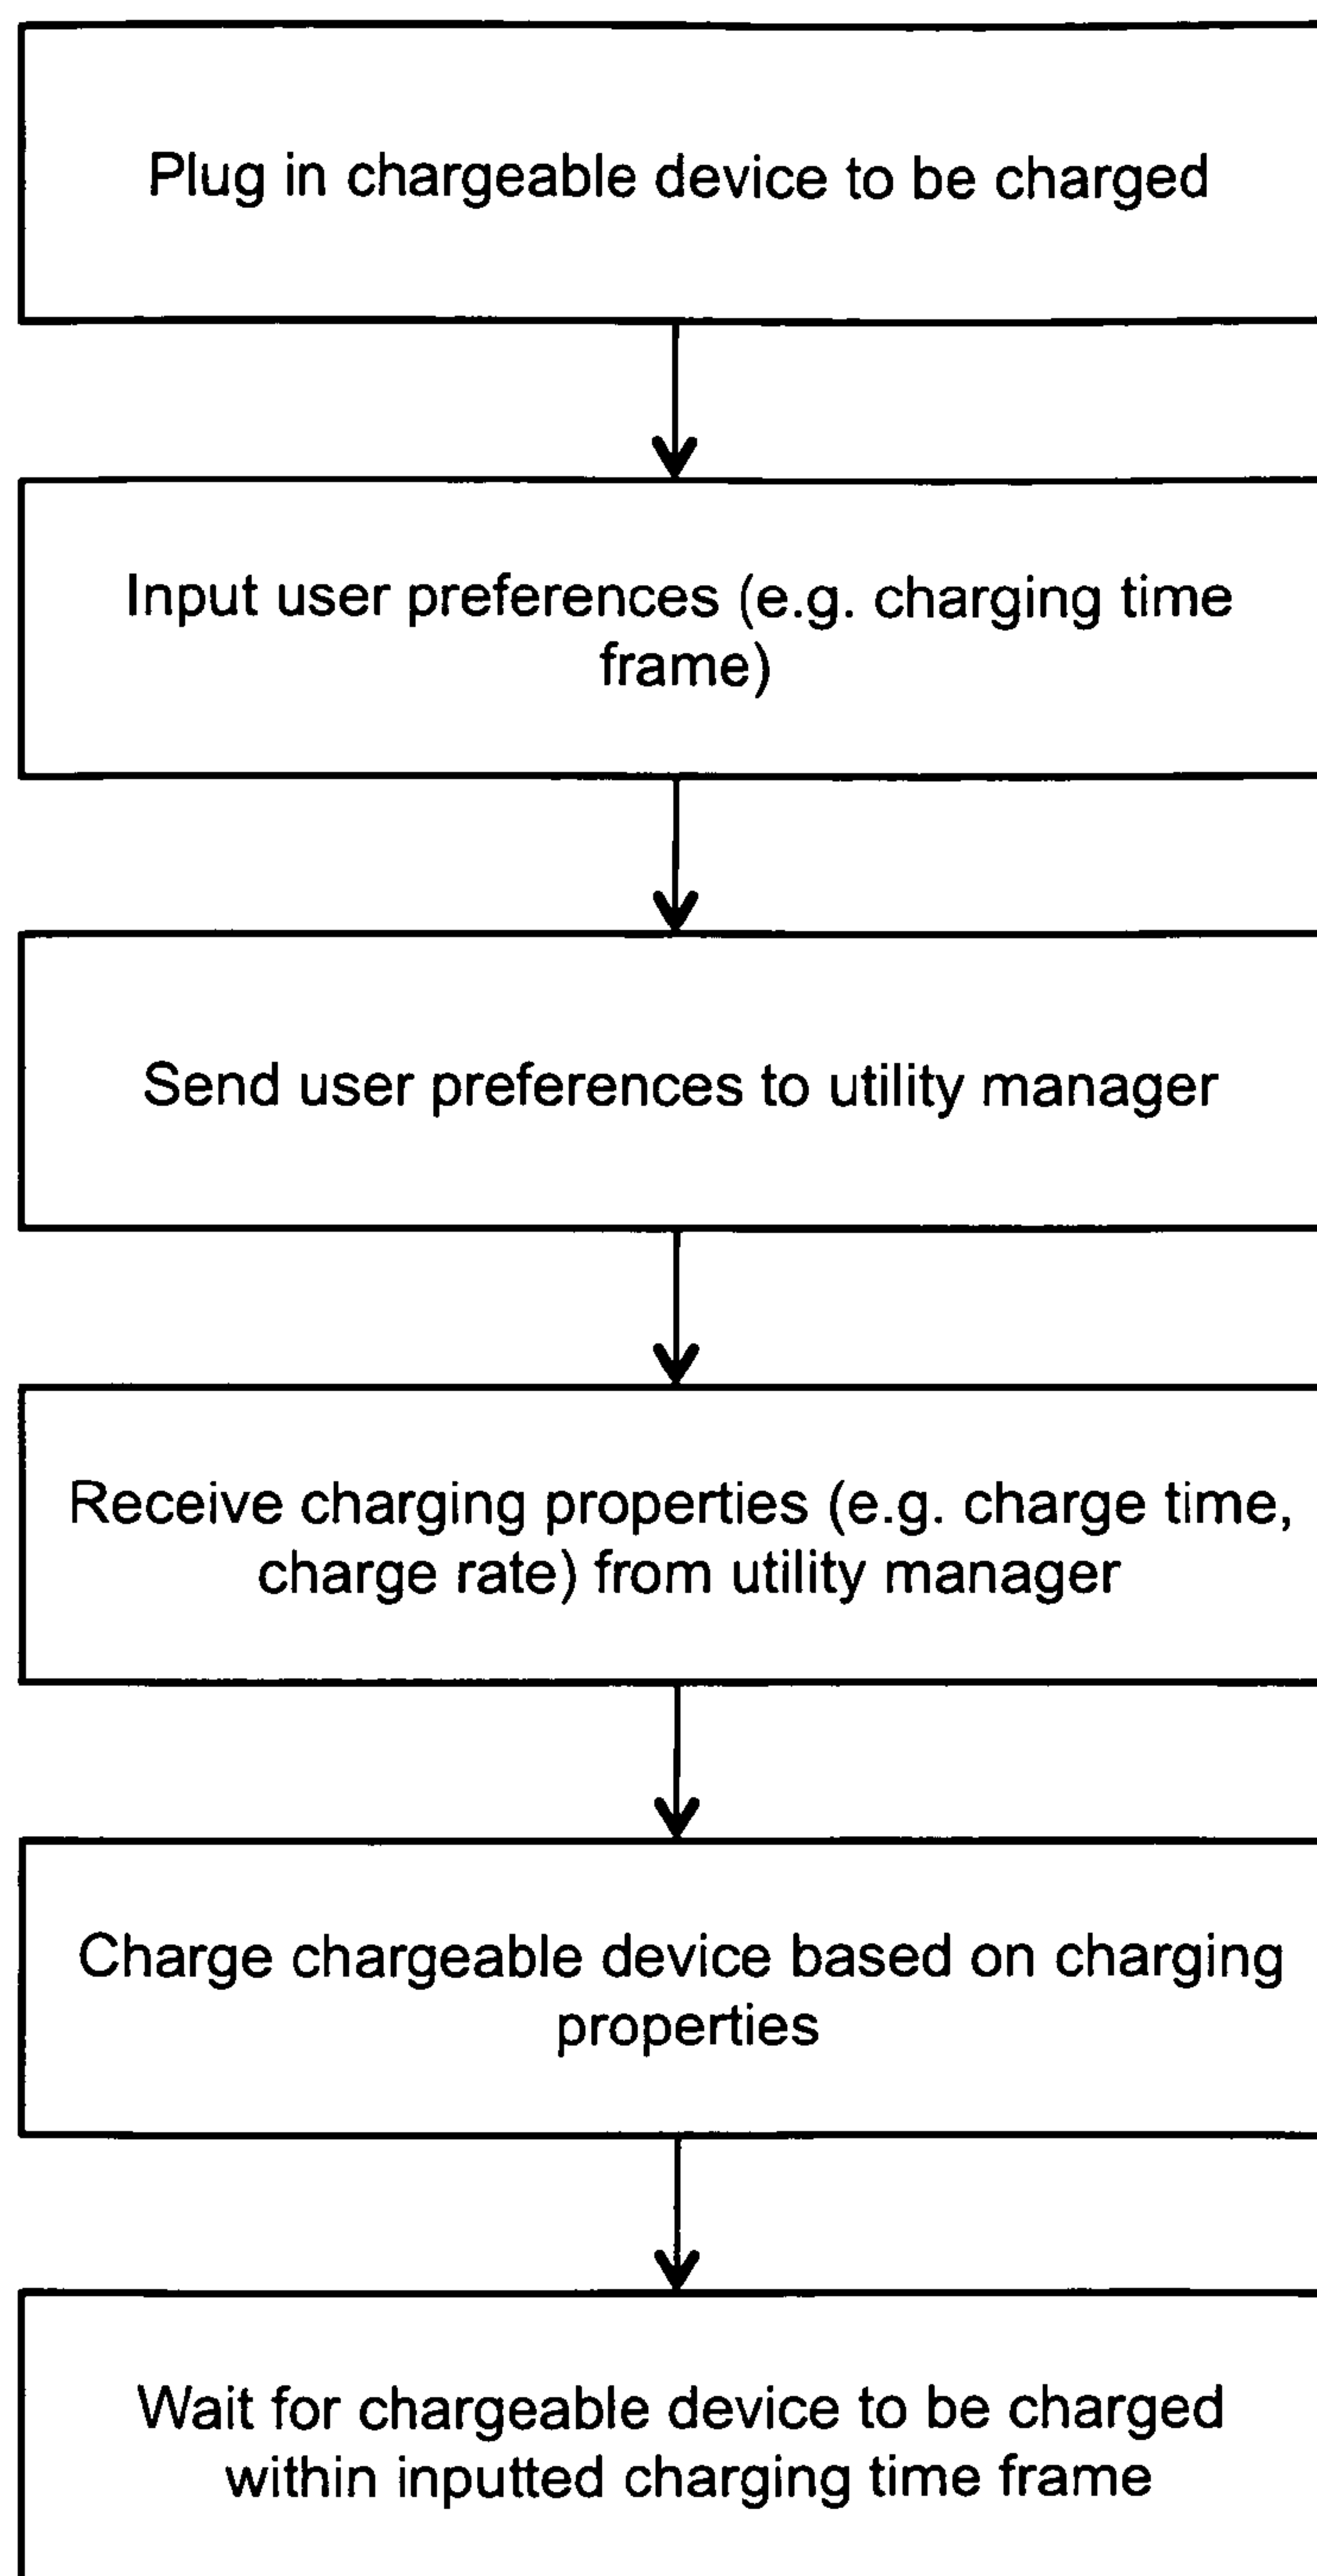 Plug in chargeable device to be charged
Input user preferences (e.g. charging time
frame)
Send user preferences to utility manager
Receive charging properties (e.g. charge time,
charge rate) from utility manager
Charge chargeable device based on charging
properties
Wait for chargeable device to be charged
within inputted charging time frame